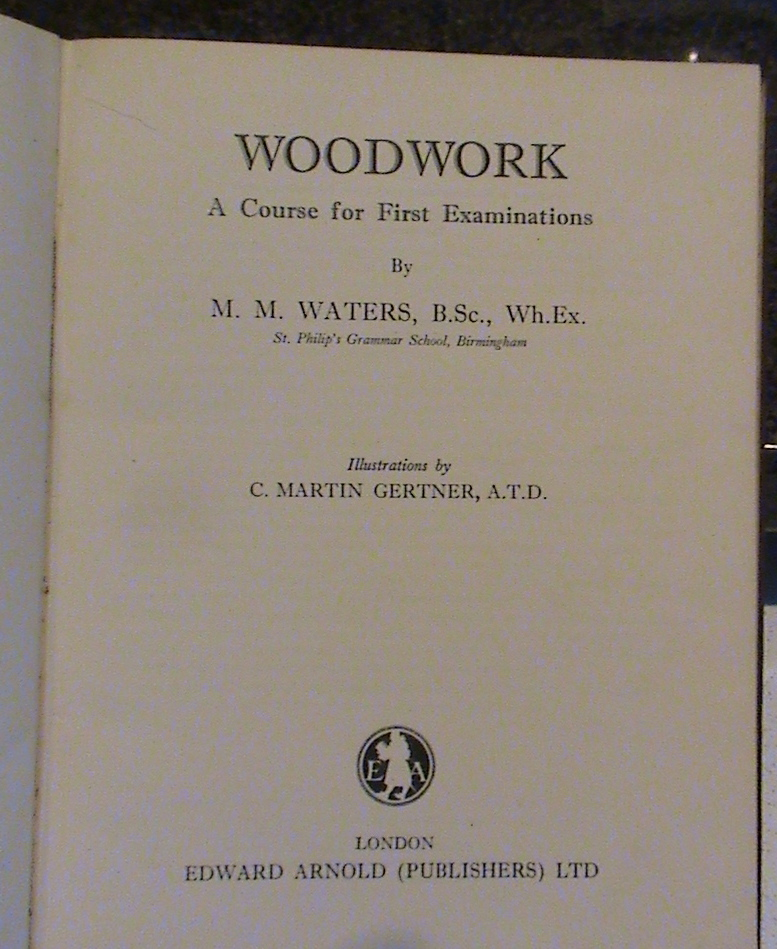 WOODWORK
A Course for First Examinations
By
M. M. WATERS, B.Sc., Wh.Ex.
St. Philip's Grammar School, Birmingham
Illustrations by
C. MARTIN GERTNER, A.T.D.
E A
LONDON
EDWARD ARNOLD (PUBLISHERS) LTD